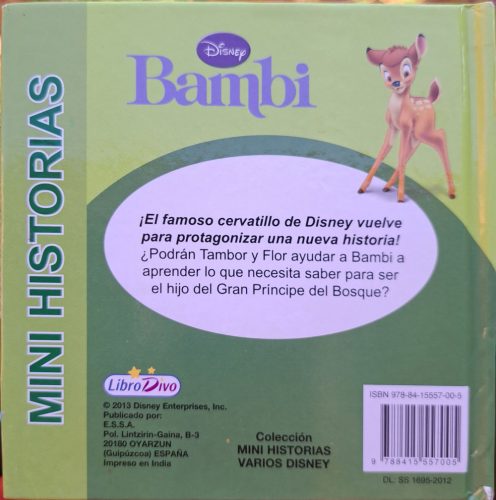 MINI HISTORIAS
Disney
Bambi
¡El famoso cervatillo de Disney vuelve
para protagonizar una nueva historia!
¿Podrán Tambor y Flor ayudar a Bambi a
aprender lo que necesita saber para ser
el hijo del Gran Príncipe del Bosque?
LibroDivo
© 2013 Disney Enterprises, Inc.
Publicado por:
E.S.S.A.
Pol. Lintzirin-Gaina, B-3
20180 OYARZUN
(Guipúzcoa) ESPAÑA
Impreso en India
Colección
MINI HISTORIAS
VARIOS DISNEY
ISBN 978-84-15557-00-5
9 788415 557005
DL: SS 1695-2012